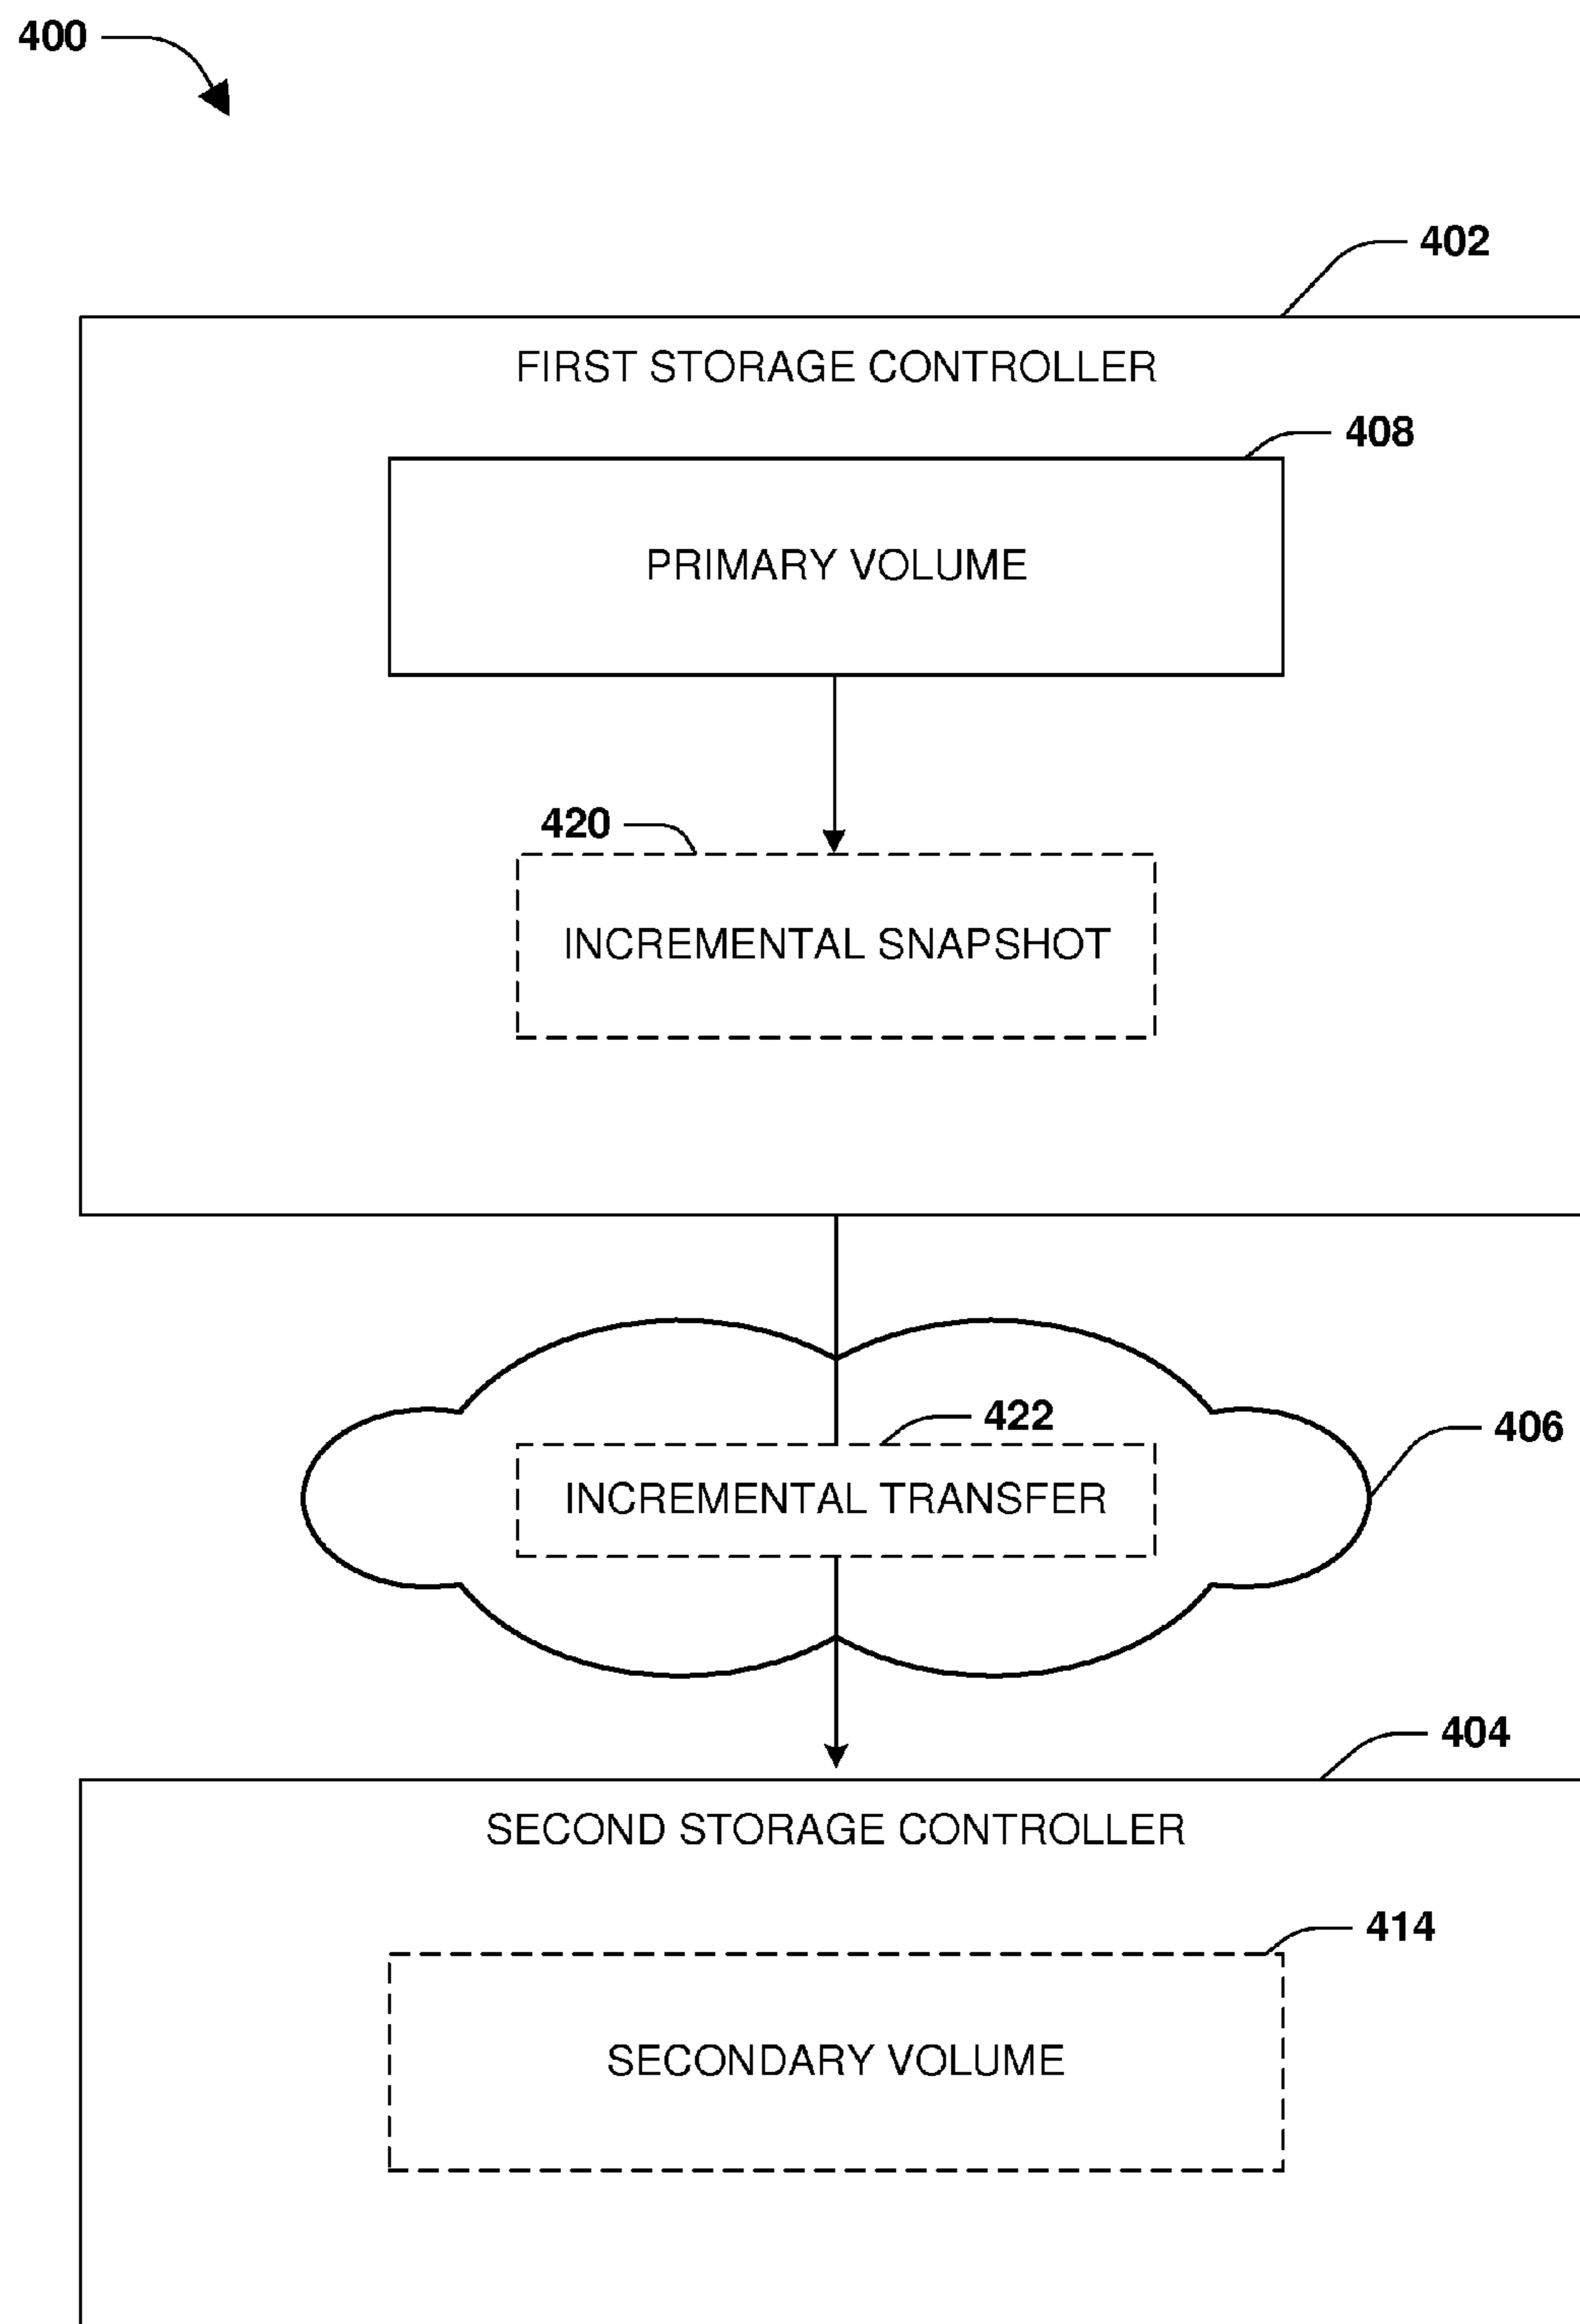 400
402
FIRST STORAGE CONTROLLER
408
PRIMARY VOLUME
420
INCREMENTAL SNAPSHOT
422
406
INCREMENTAL TRANSFER
404
SECOND STORAGE CONTROLLER
414
SECONDARY VOLUME